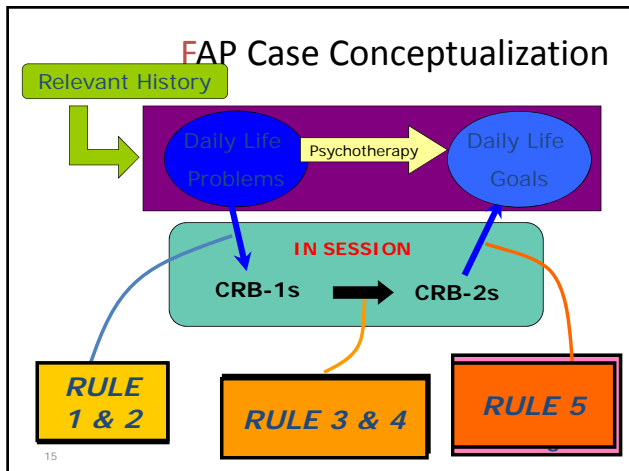 FAP Case Conceptualization
Relevant History
Daily Life
Problems
Psychotherapy
Daily Life
Goals
IN SESSION
CRB-1s
CRB-2s
RULE
1 & 2
RULE 3 & 4
RULE 5
15